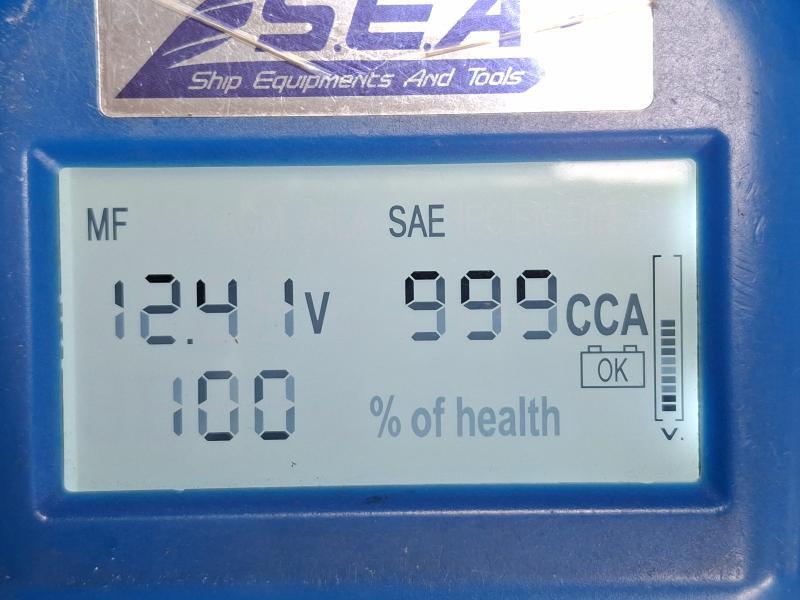 S.E.A
Ship Equipments And Tools
MF SAE
12.41V 999CCA
OK
100 % of health
V.